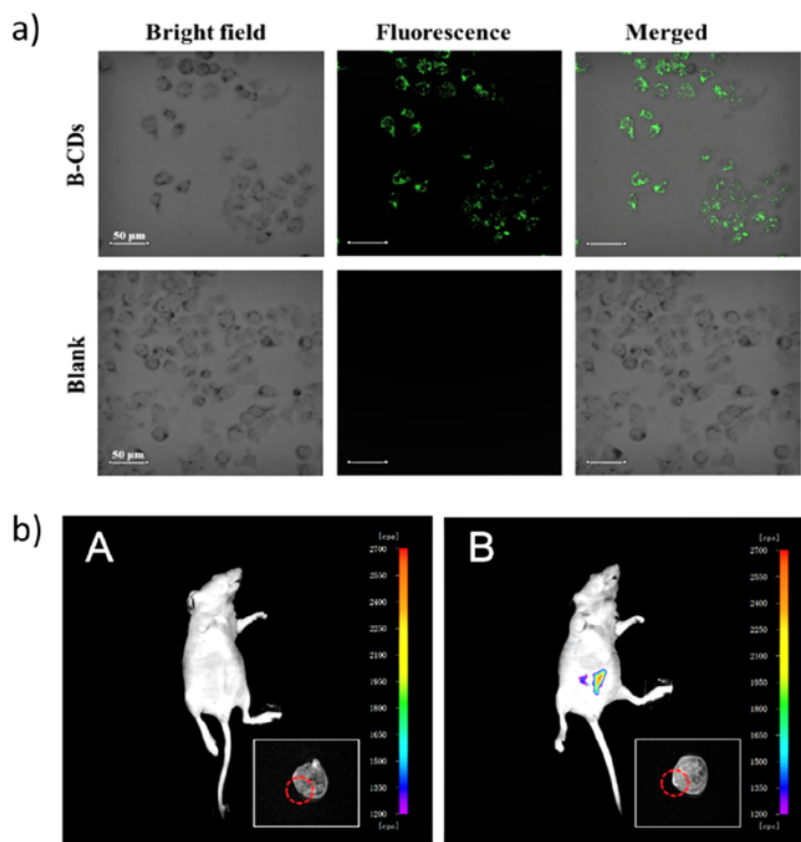 a)
Bright field Fluorescence Merged
B-CDs
50 μm
Blank
50 μm
b)
A
[cps]
2700
2550
2400
2250
2100
1950
1800
1650
1500
1350
1200
[cps]
B
[cps]
2700
2550
2400
2250
2100
1950
1800
1650
1500
1350
1200
[cps]